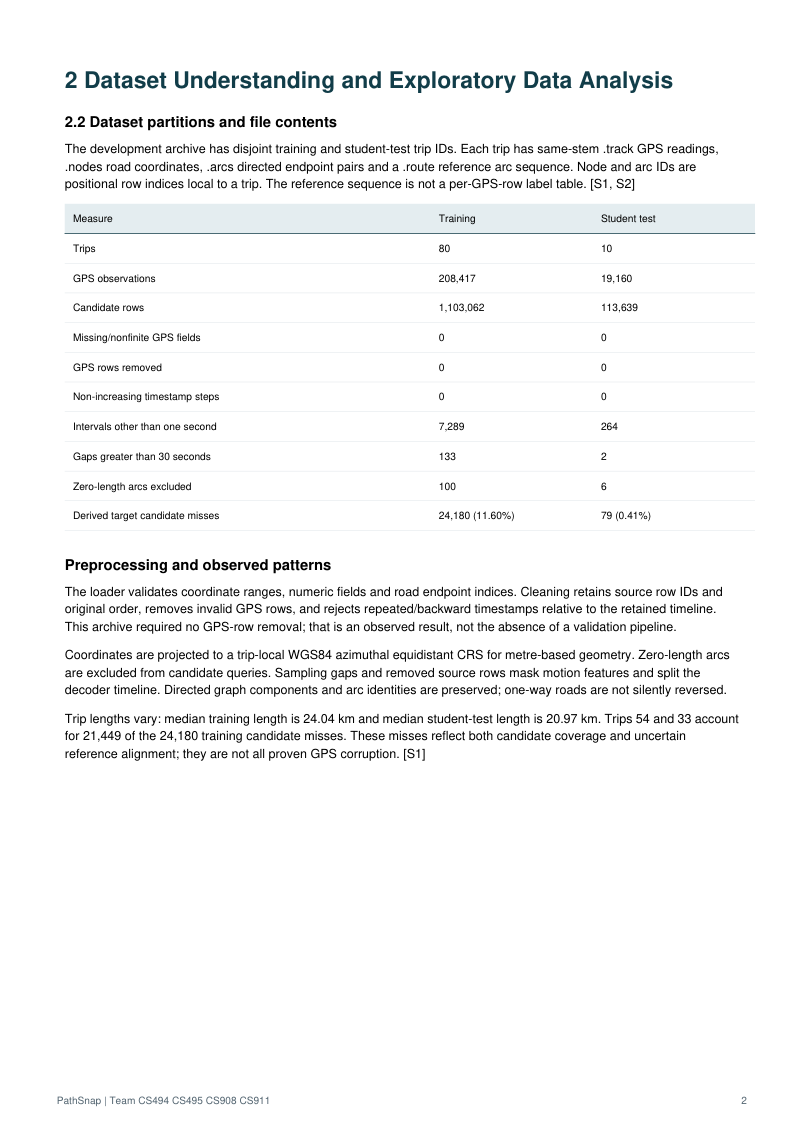 2 Dataset Understanding and Exploratory Data Analysis
2.2 Dataset partitions and file contents
The development archive has disjoint training and student-test trip IDs. Each trip has same-stem .track GPS readings,
.nodes road coordinates, .arcs directed endpoint pairs and a .route reference arc sequence. Node and arc IDs are
positional row indices local to a trip. The reference sequence is not a per-GPS-row label table. [S1, S2]
Measure Training Student test
Trips 80 10
GPS observations 208,417 19,160
Candidate rows 1,103,062 113,639
Missing/nonfinite GPS fields 0 0
GPS rows removed 0 0
Non-increasing timestamp steps 0 0
Intervals other than one second 7,289 264
Gaps greater than 30 seconds 133 2
Zero-length arcs excluded 100 6
Derived target candidate misses 24,180 (11.60%) 79 (0.41%)
Preprocessing and observed patterns
The loader validates coordinate ranges, numeric fields and road endpoint indices. Cleaning retains source row IDs and
original order, removes invalid GPS rows, and rejects repeated/backward timestamps relative to the retained timeline.
This archive required no GPS-row removal; that is an observed result, not the absence of a validation pipeline.
Coordinates are projected to a trip-local WGS84 azimuthal equidistant CRS for metre-based geometry. Zero-length arcs
are excluded from candidate queries. Sampling gaps and removed source rows mask motion features and split the
decoder timeline. Directed graph components and arc identities are preserved; one-way roads are not silently reversed.
Trip lengths vary: median training length is 24.04 km and median student-test length is 20.97 km. Trips 54 and 33 account
for 21,449 of the 24,180 training candidate misses. These misses reflect both candidate coverage and uncertain
reference alignment; they are not all proven GPS corruption. [S1]
PathSnap | Team CS494 CS495 CS908 CS911 2